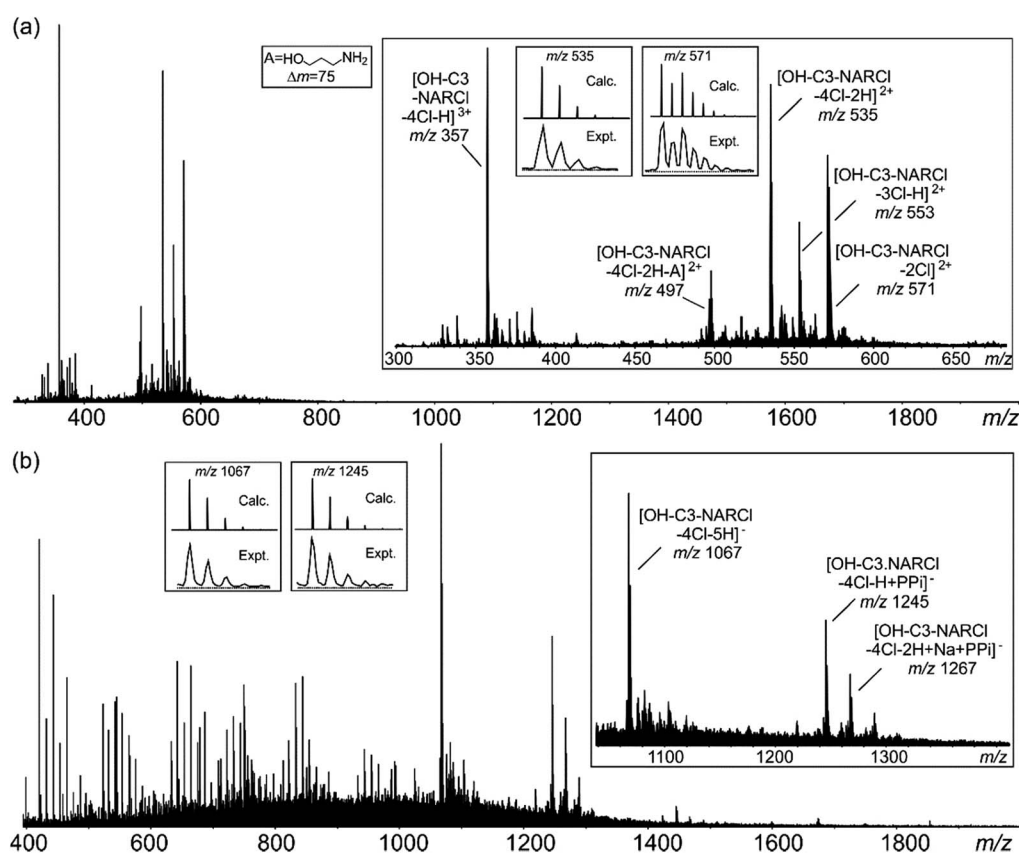 (a)
A=HO NH2
Δm=75
[OH-C3
-NARCl
-4Cl-H]3+
m/z 357
m/z 535
Calc.
Expt.
m/z 571
Calc.
Expt.
[OH-C3-NARCl
-4Cl-2H]2+
m/z 535
[OH-C3-NARCl
-3Cl-H]2+
m/z 553
[OH-C3-NARCl
-2Cl]2+
m/z 571
[OH-C3-NARCl
-4Cl-2H-A]2+
m/z 497
300 350 400 450 500 550 600 650 m/z
400 600 1000 1200 1400 1600 1800 m/z
(b)
m/z 1067
Calc.
Expt.
m/z 1245
Calc.
Expt.
[OH-C3-NARCl
-4Cl-5H]-
m/z 1067
[OH-C3.NARCl
-4Cl-H+PPi]-
m/z 1245
[OH-C3-NARCl
-4Cl-2H+Na+PPi]-
m/z 1267
1100 1200 1300 m/z
400 600 800 1000 1200 1400 1600 1800 m/z